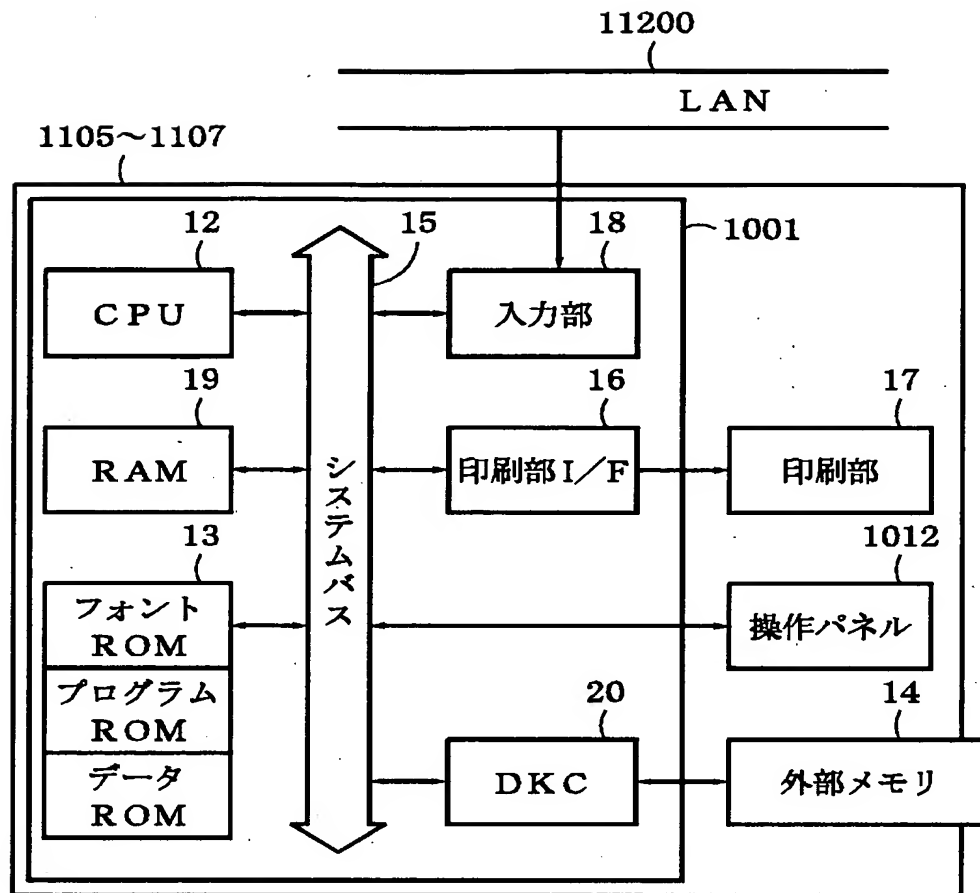 11200
LAN
1105~1107
12
15
18
1001
CPU
入力部
19
16
17
RAM
印刷部I/F
印刷部
システムバス
13
1012
フォント
ROM
操作パネル
プログラム
ROM
20
14
データ
ROM
DKC
外部メモリ